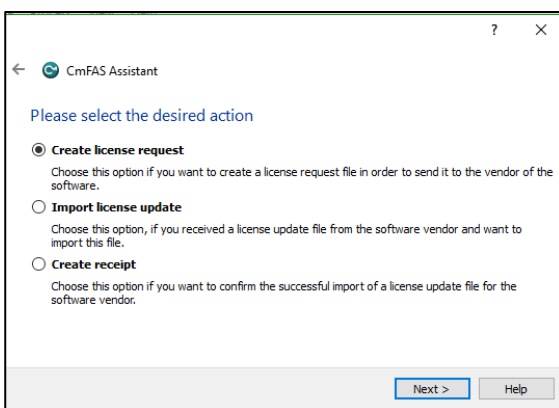 ?
CmFAS Assistant
Please select the desired action
Create license request
Choose this option if you want to create a license request file in order to send it to the vendor of the
software.
Import license update
Choose this option, if you received a license update file from the software vendor and want to
import this file.
Create receipt
Choose this option if you want to confirm the successful import of a license update file for the
software vendor.
Next > Help